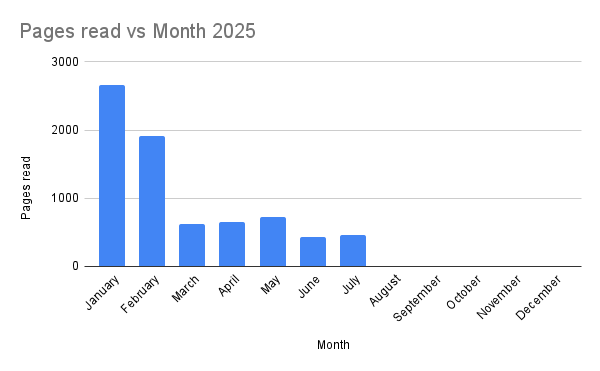 Pages read vs Month 2025
3000
2000
1000
0
Pages read
January
February
March
April
May
June
July
August
September
October
November
December
Month